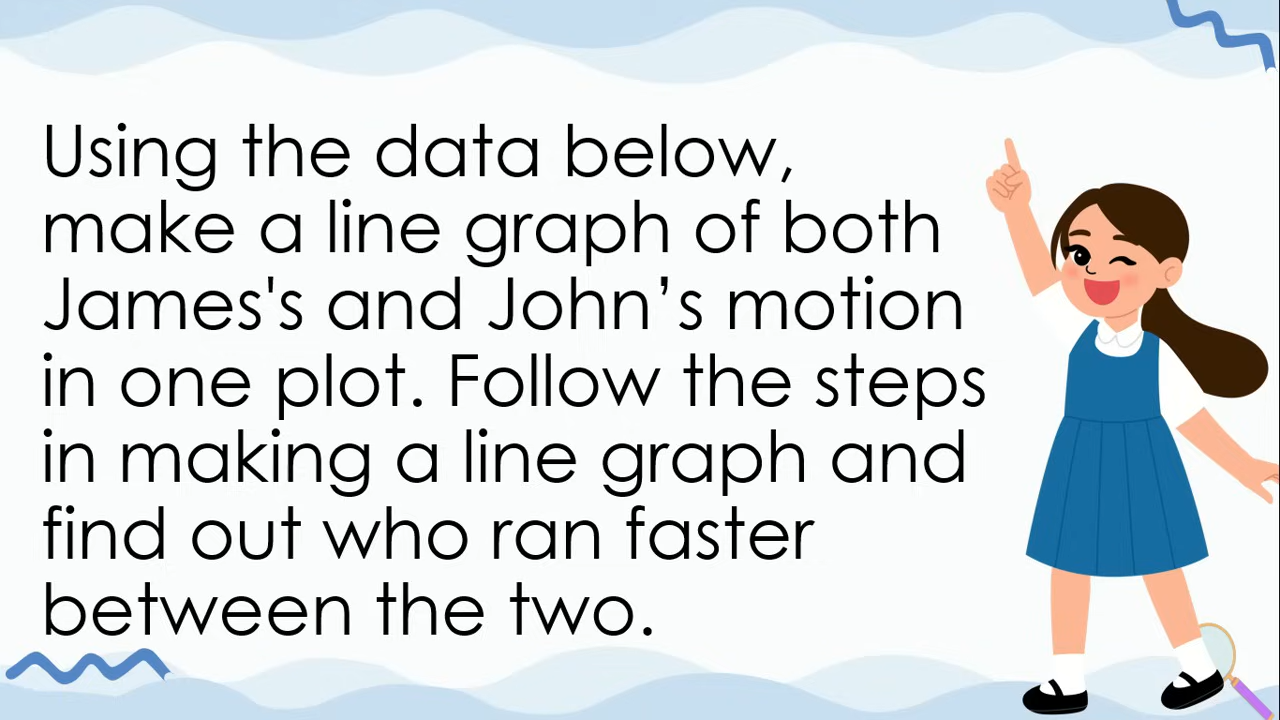 Using the data below,
make a line graph of both
James's and John’s motion
in one plot. Follow the steps
in making a line graph and
find out who ran faster
between the two.